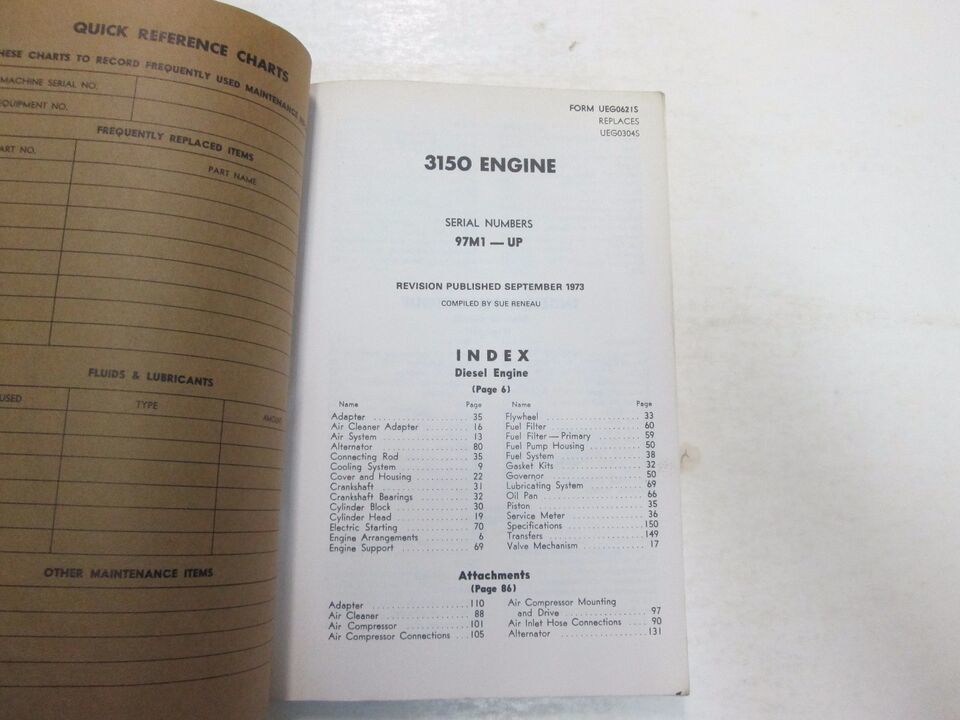 QUICK REFERENCE CHARTS
THESE CHARTS TO RECORD FREQUENTLY USED MAINTENANCE
MACHINE SERIAL NO.
EQUIPMENT NO.
FREQUENTLY REPLACED ITEMS
PART NO.
PART NAME
FLUIDS & LUBRICANTS
USED
TYPE
AMOUNT
OTHER MAINTENANCE ITEMS
FORM UEG0621S
REPLACES
UEG0304S
3150 ENGINE
SERIAL NUMBERS
97M1 — UP
REVISION PUBLISHED SEPTEMBER 1973
COMPILED BY SUE RENEAU
INDEX
Diesel Engine
(Page 6)
Name Page
Adapter 35
Air Cleaner Adapter 16
Air System 13
Alternator 80
Connecting Rod 35
Cooling System 9
Cover and Housing 22
Crankshaft 31
Crankshaft Bearings 32
Cylinder Block 30
Cylinder Head 19
Electric Starting 70
Engine Arrangements 6
Engine Support 69
Name Page
Flywheel 33
Fuel Filter 60
Fuel Filter — Primary 59
Fuel Pump Housing 50
Fuel System 38
Gasket Kits 32
Governor 50
Lubricating System 69
Oil Pan 66
Piston 35
Service Meter 36
Specifications 150
Transfers 149
Valve Mechanism 17
Attachments
(Page 86)
Adapter 110
Air Cleaner 88
Air Compressor 101
Air Compressor Connections 105
Air Compressor Mounting
and Drive 97
Air Inlet Hose Connections 90
Alternator 131